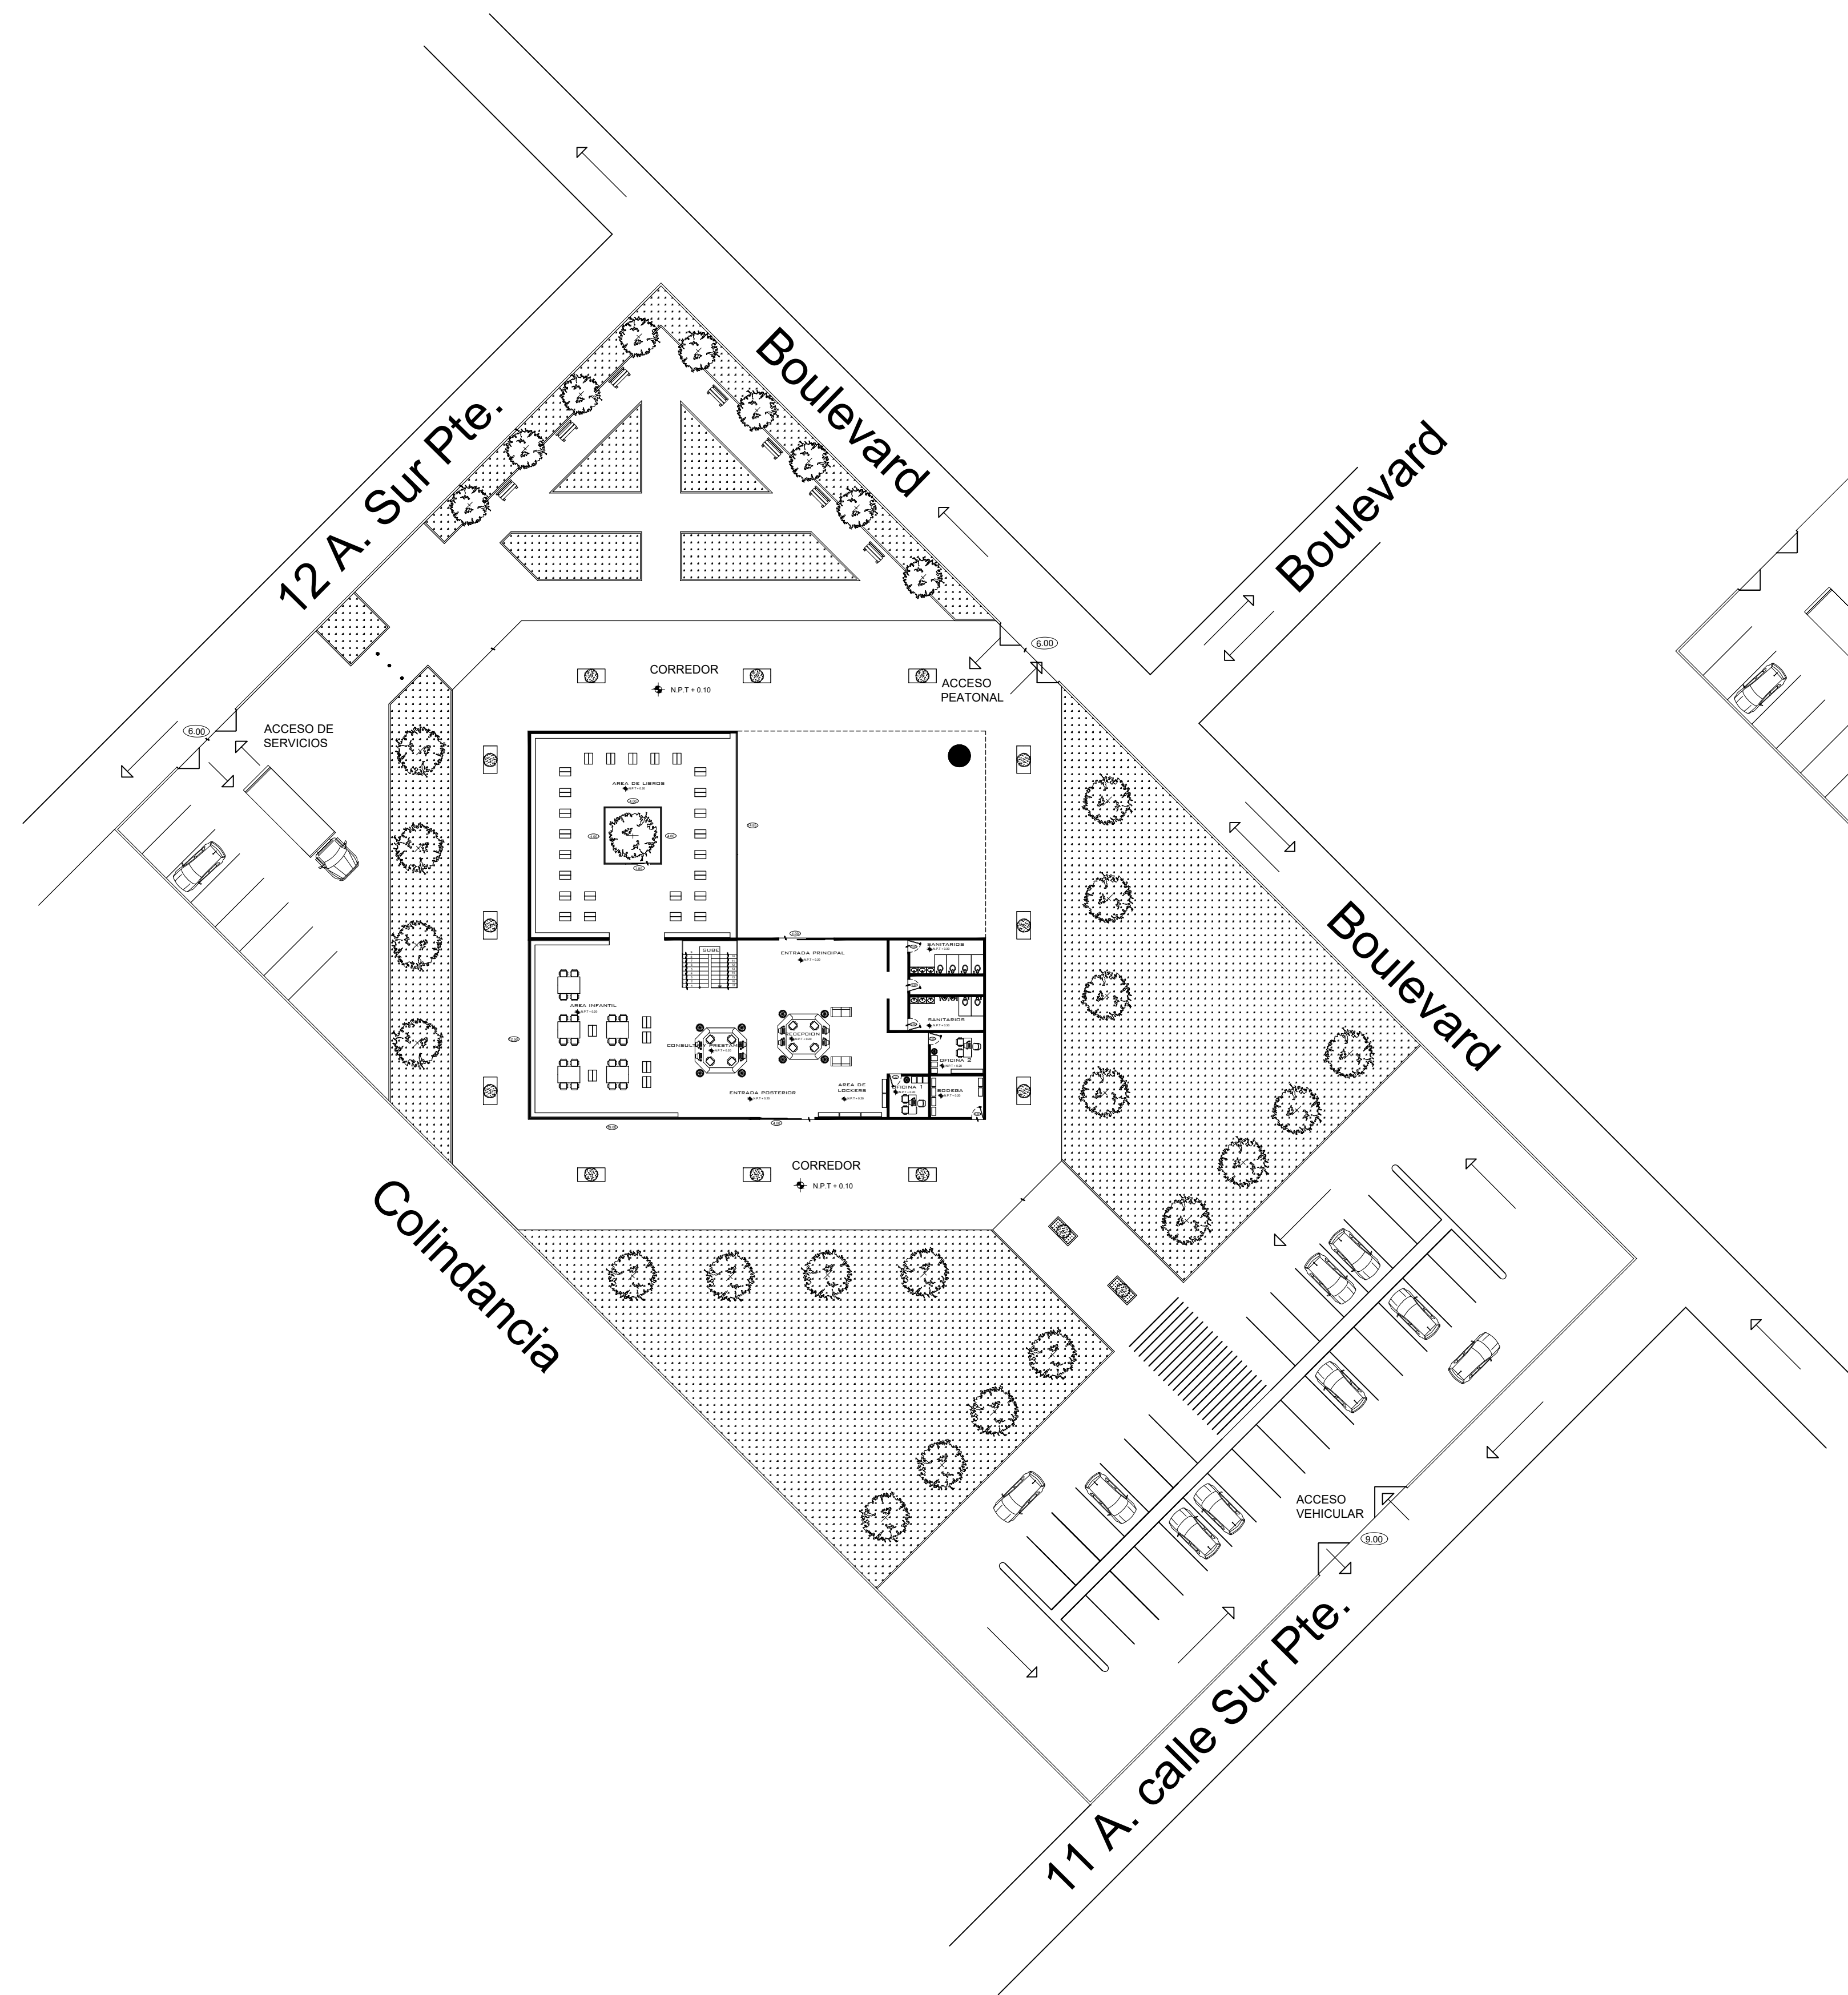 Boulevard
12 A. Sur Pte.
Boulevard
6.00
CORREDOR
N.P.T + 0.10
ACCESO
PEATONAL
6.00
ACCESO DE
SERVICIOS
AREA DE LIBROS
Boulevard
SUBE
ENTRADA PRINCIPAL
SANITARIOS
AREA INFANTIL
SANITARIOS
RECEPCION
OFICINA 2
AREA DE
LOCKERS
OFICINA 1
BODEGA
ENTRADA POSTERIOR
CORREDOR
N.P.T + 0.10
Colindancia
ACCESO
VEHICULAR
9.00
11 A. calle Sur Pte.